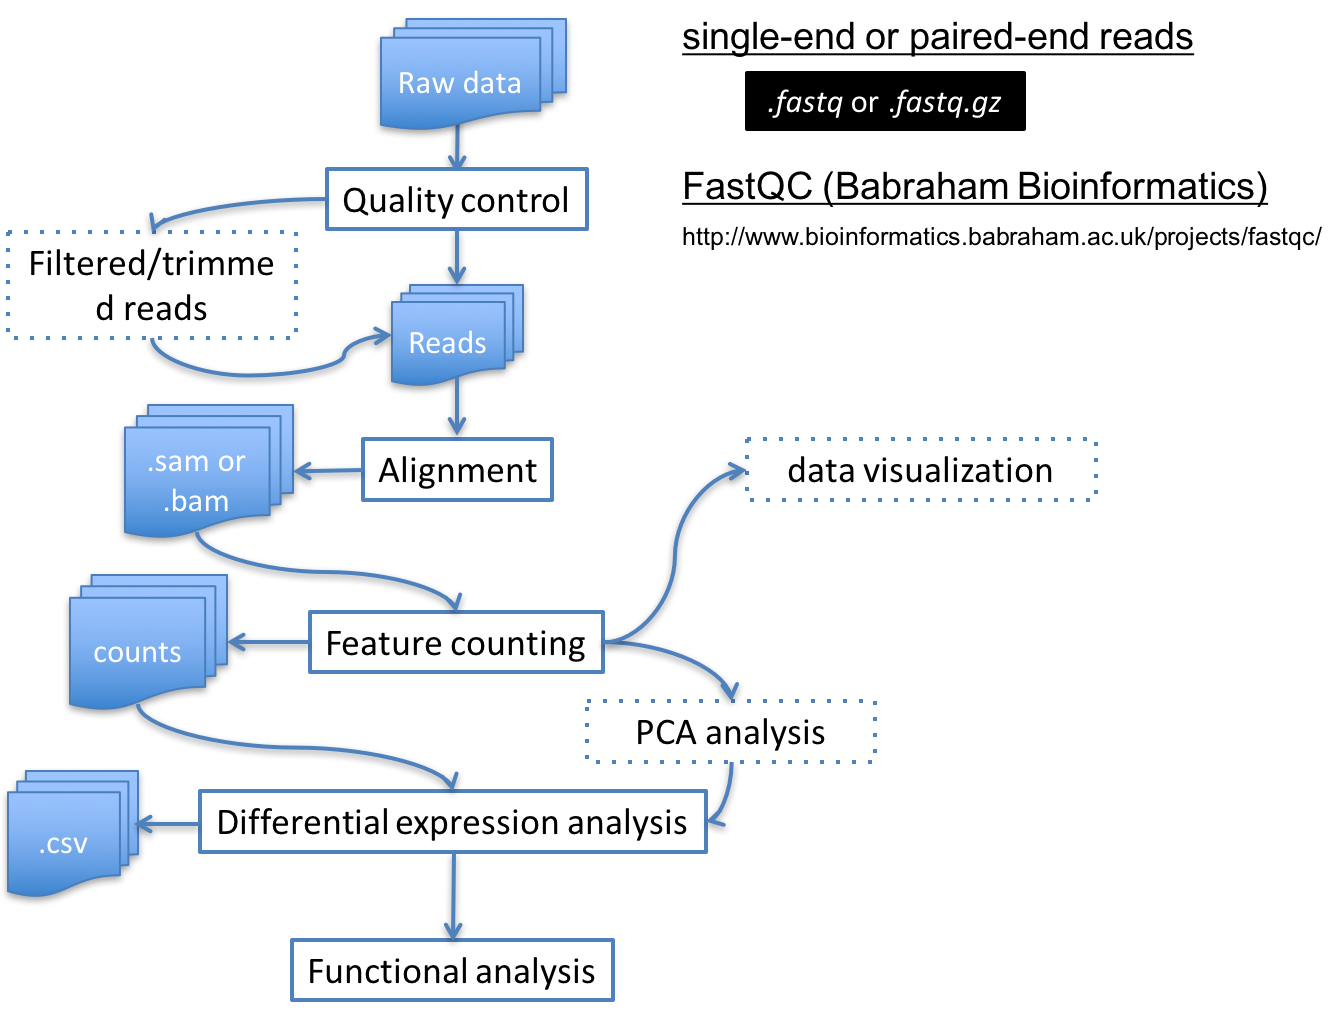 single-end or paired-end reads
Raw data
.fastq or .fastq.gz
Quality control
FastQC (Babraham Bioinformatics)
http://www.bioinformatics.babraham.ac.uk/projects/fastqc/
Filtered/trimme
d reads
Reads
.sam or
.bam
Alignment
data visualization
counts
Feature counting
PCA analysis
.csv
Differential expression analysis
Functional analysis